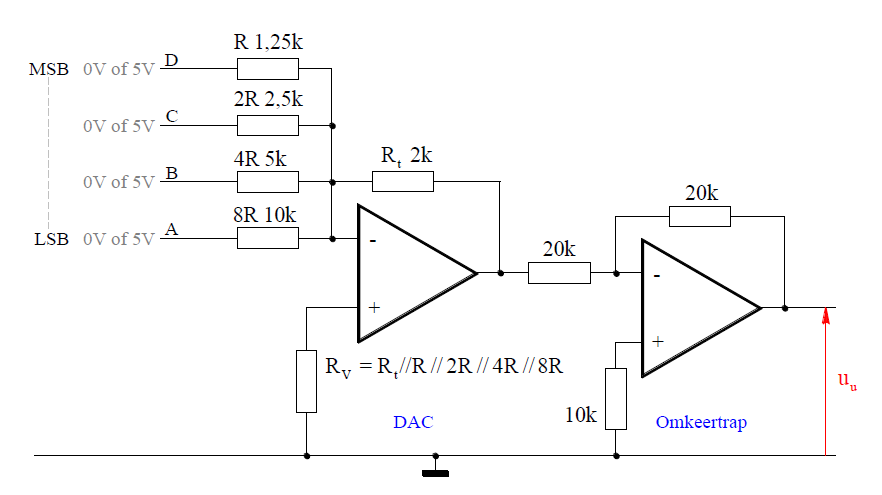 R 1,25k
MSB 0V of 5V D
2R 2,5k
0V of 5V C
4R 5k
Rt 2k
0V of 5V B
20k
8R 10k
LSB 0V of 5V A
-
20k
-
+
+
RV = Rt//R//2R//4R//8R
uu
10k
DAC
Omkeertrap